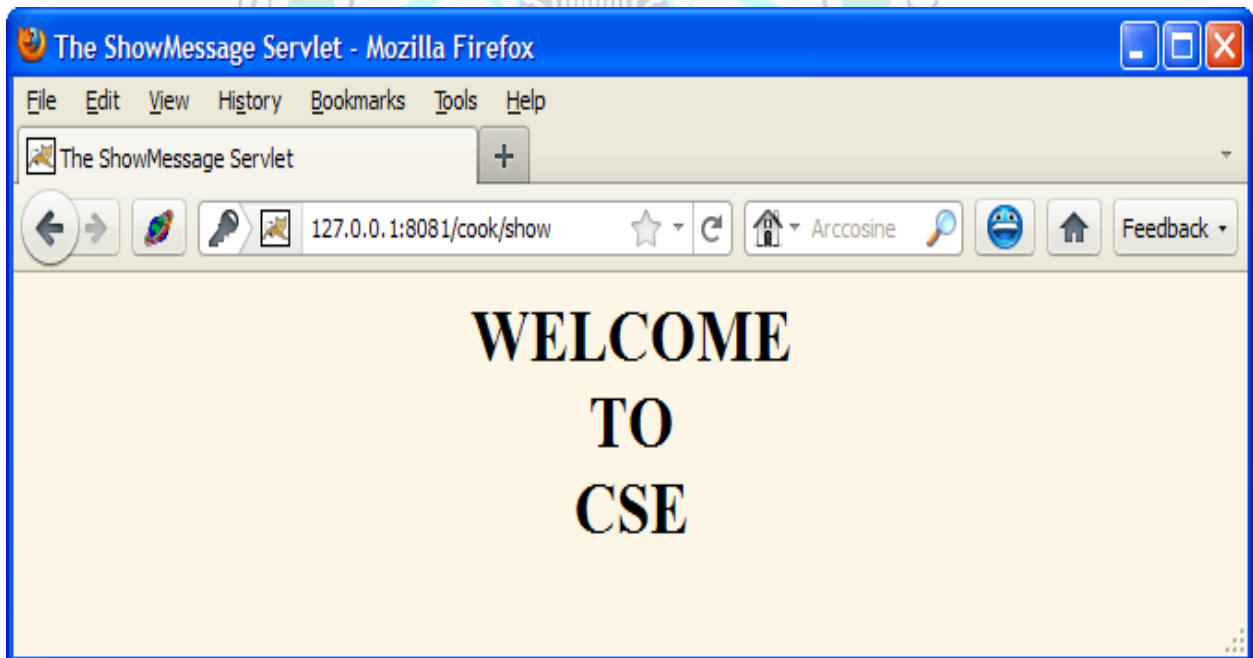 The ShowMessage Servlet - Mozilla Firefox
File Edit View History Bookmarks Tools Help
The ShowMessage Servlet
127.0.0.1:8081/cook/show Arccosine Feedback
WELCOME
TO
CSE